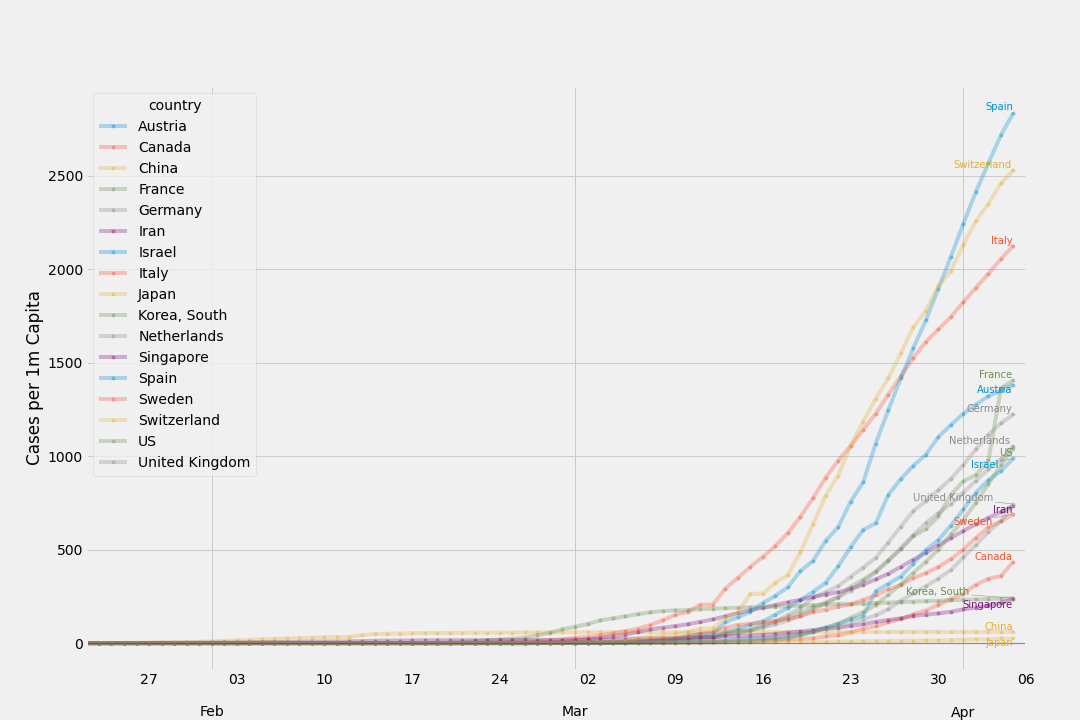 country
Austria
Canada
China
France
Germany
Iran
Israel
Italy
Japan
Korea, South
Netherlands
Singapore
Spain
Sweden
Switzerland
US
United Kingdom
Cases per 1m Capita
2500
2000
1500
1000
500
0
Spain
Switzerland
Italy
France
Austria
Germany
Netherlands
US
Israel
United Kingdom
Iran
Sweden
Canada
Korea, South
Singapore
China
Japan
27 03 10 17 24 02 09 16 23 30 06
Feb Mar Apr